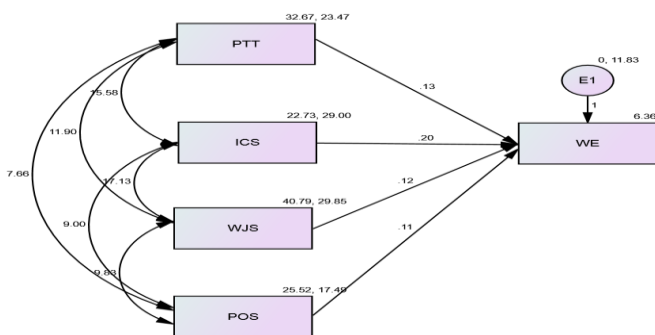 32.67, 23.47
PTT
0, 11.83
E1
1
.13
15.58
22.73, 29.00
ICS
.20
6.36
WE
11.90
7.66
17.13
.12
40.79, 29.85
WJS
9.00
.11
9.83
25.52, 17.49
POS